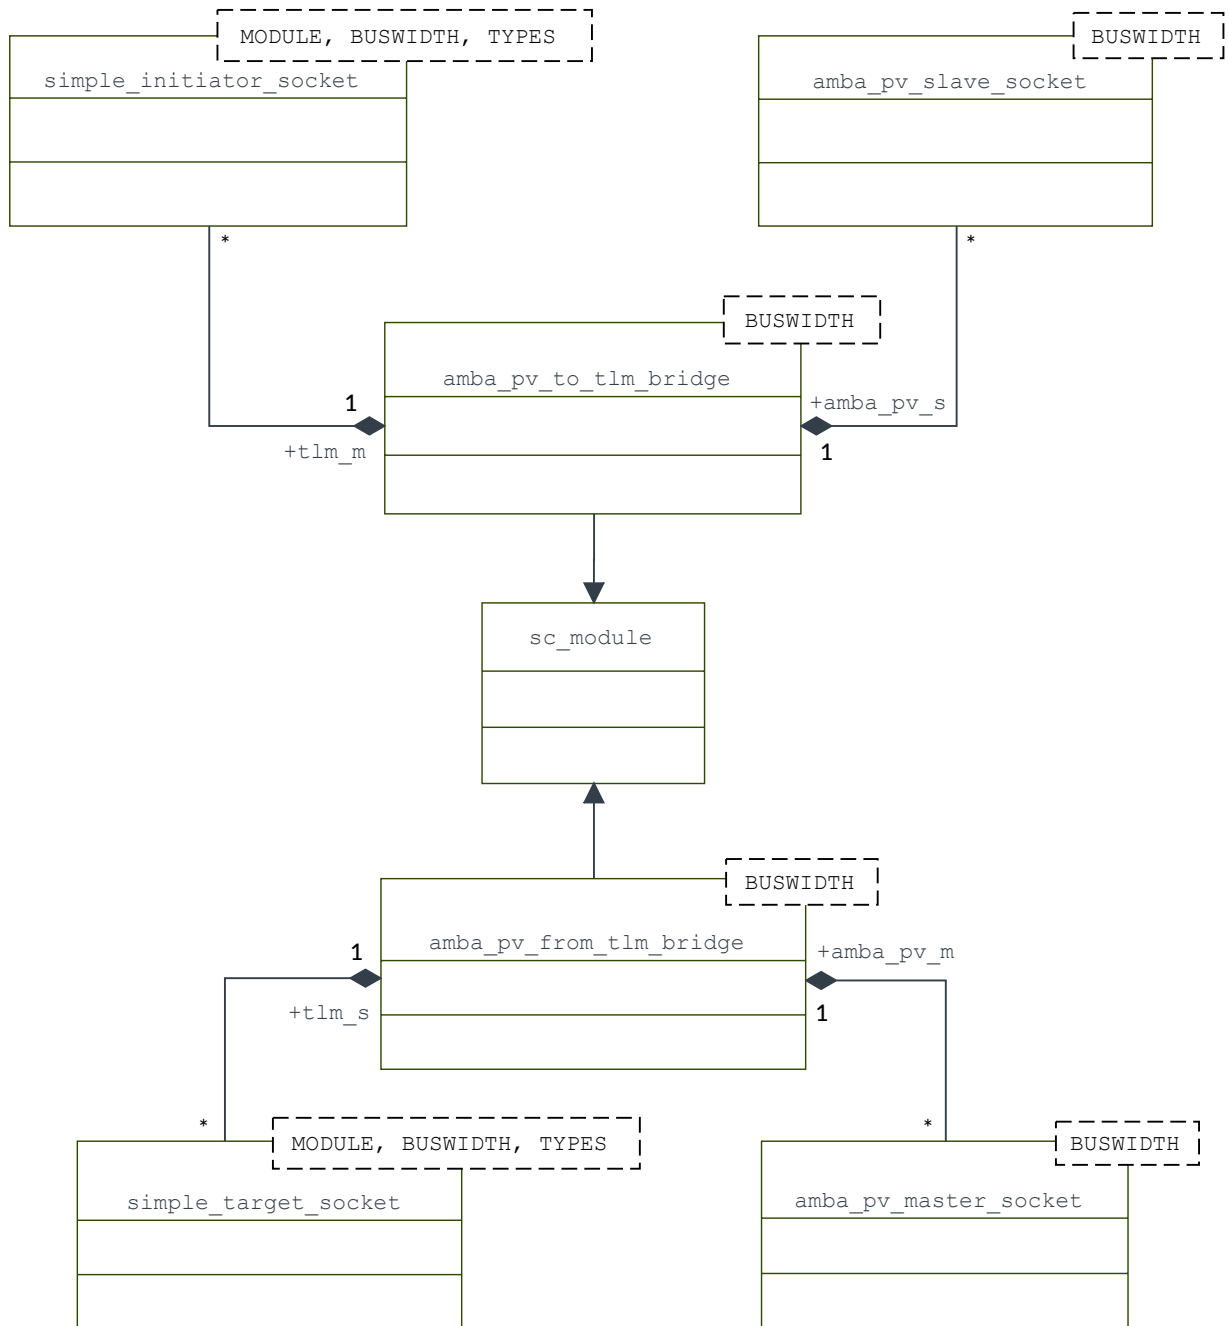 MODULE, BUSWIDTH, TYPES
BUSWIDTH
simple_initiator_socket
amba_pv_slave_socket
*
*
BUSWIDTH
amba_pv_to_tlm_bridge
1
+amba_pv_s
+tlm_m
1
sc_module
BUSWIDTH
amba_pv_from_tlm_bridge
1
+amba_pv_m
+tlm_s
1
*
*
MODULE, BUSWIDTH, TYPES
BUSWIDTH
simple_target_socket
amba_pv_master_socket